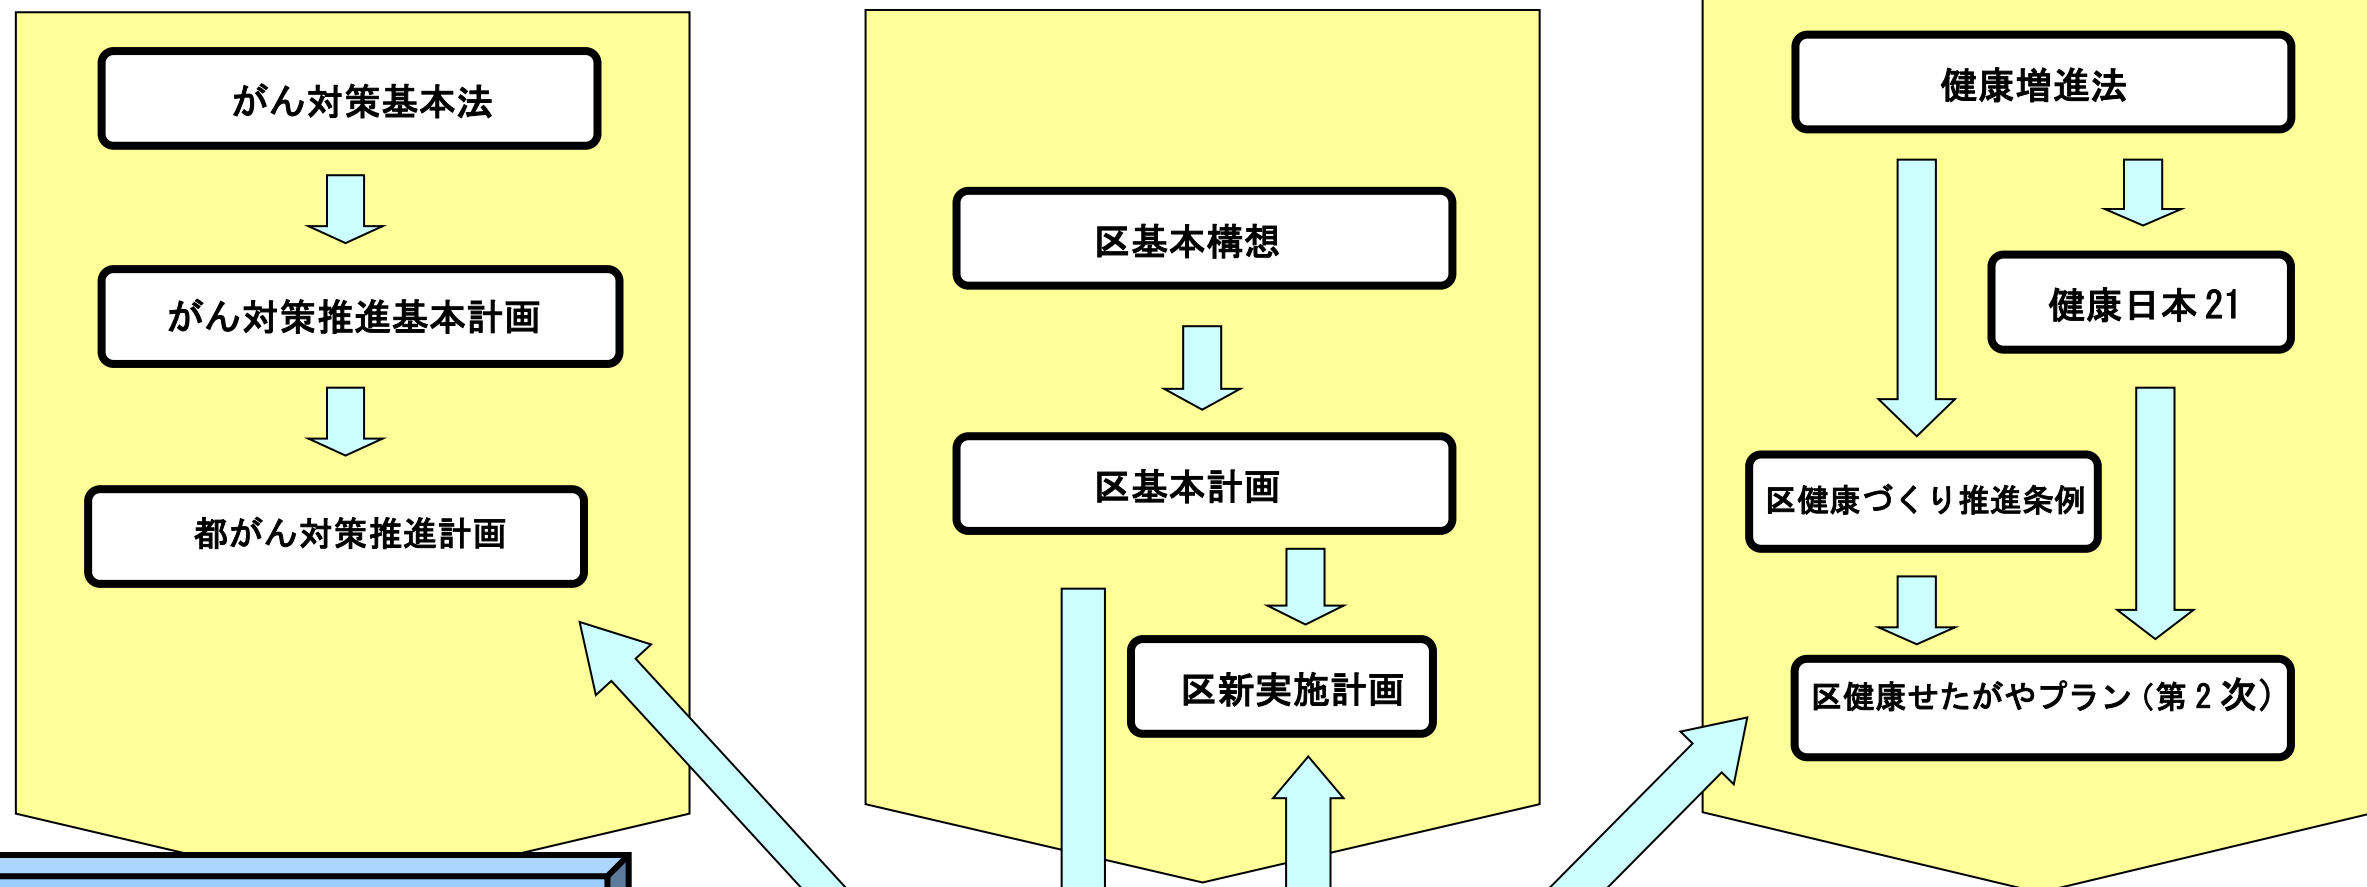 がん対策基本法
がん対策推進基本計画
都がん対策推進計画
区基本構想
区基本計画
区新実施計画
健康増進法
健康日本21
区健康づくり推進条例
区健康せたがやプラン(第2次)